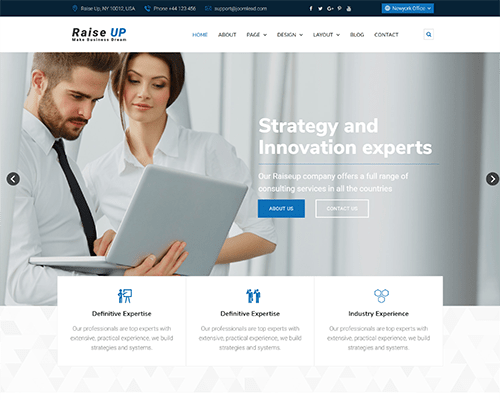 Raise Up, NY 10012, USA Phone +44 123 456 support@joomlead.com Newyork Office
Raise UP
Make Business Dream
HOME ABOUT PAGE DESIGN LAYOUT BLOG CONTACT
Strategy and
Innovation experts
Our Raiseup company offers a full range of
consulting services in all the countries
ABOUT US CONTACT US
Definitive Expertise
Our professionals are top experts with
extensive, practical experience, we build
strategies and systems.
Definitive Expertise
Our professionals are top experts with
extensive, practical experience, we build
strategies and systems.
Industry Experience
Our professionals are top experts with
extensive, practical experience, we build
strategies and systems.